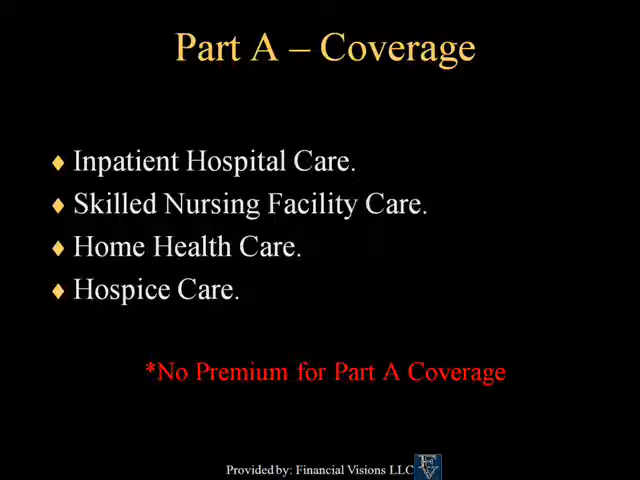 Part A – Coverage
Inpatient Hospital Care.
Skilled Nursing Facility Care.
Home Health Care.
Hospice Care.
*No Premium for Part A Coverage
Provided by: Financial Visions LLC